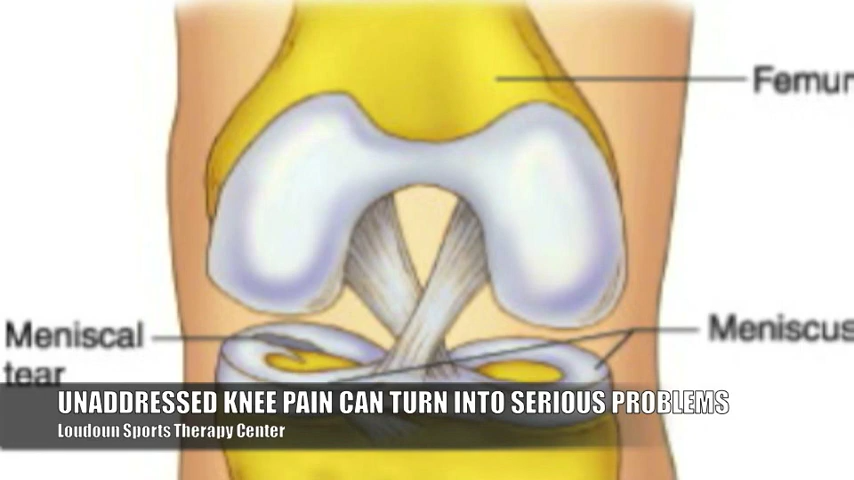 Femur
Meniscal
tear
Meniscus
UNADDRESSED KNEE PAIN CAN TURN INTO SERIOUS PROBLEMS
Loudoun Sports Therapy Center